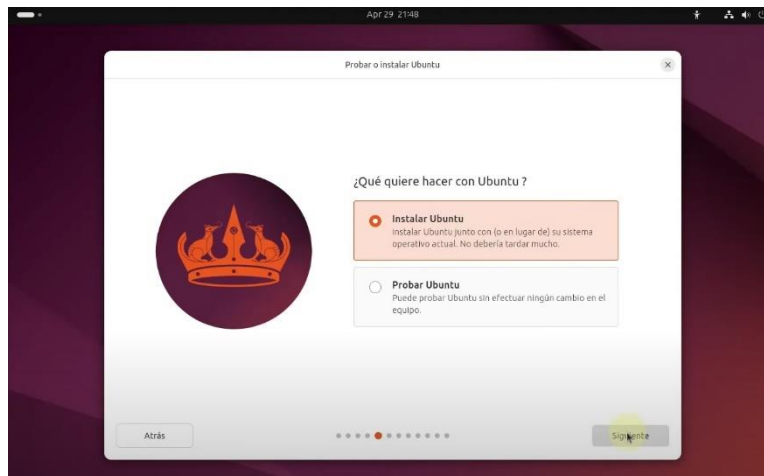 Apr 29 21:48
Probar o instalar Ubuntu
¿Qué quiere hacer con Ubuntu ?
Instalar Ubuntu
Instalar Ubuntu junto con (o en lugar de) su sistema
operativo actual. No debería tardar mucho.
Probar Ubuntu
Puede probar Ubuntu sin efectuar ningún cambio en el
equipo.
Atrás
Siguiente